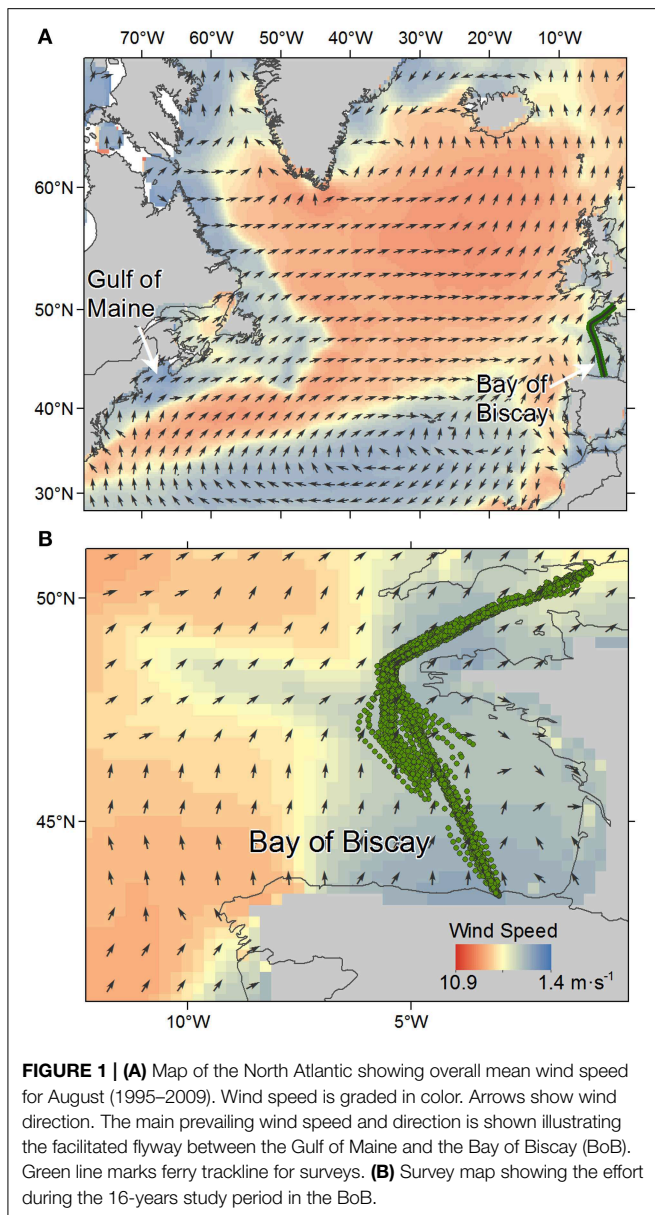 A
70°W 60°W 50°W 40°W 30°W 20°W 10°W
60°N
Gulf of
Maine
50°N
Bay of
Biscay
40°N
30°N
B
50°N
45°N
Bay of Biscay
Wind Speed
10.9 1.4 m·s⁻¹
10°W 5°W
FIGURE 1 | (A) Map of the North Atlantic showing overall mean wind speed
for August (1995–2009). Wind speed is graded in color. Arrows show wind
direction. The main prevailing wind speed and direction is shown illustrating
the facilitated flyway between the Gulf of Maine and the Bay of Biscay (BoB).
Green line marks ferry trackline for surveys. (B) Survey map showing the effort
during the 16-years study period in the BoB.